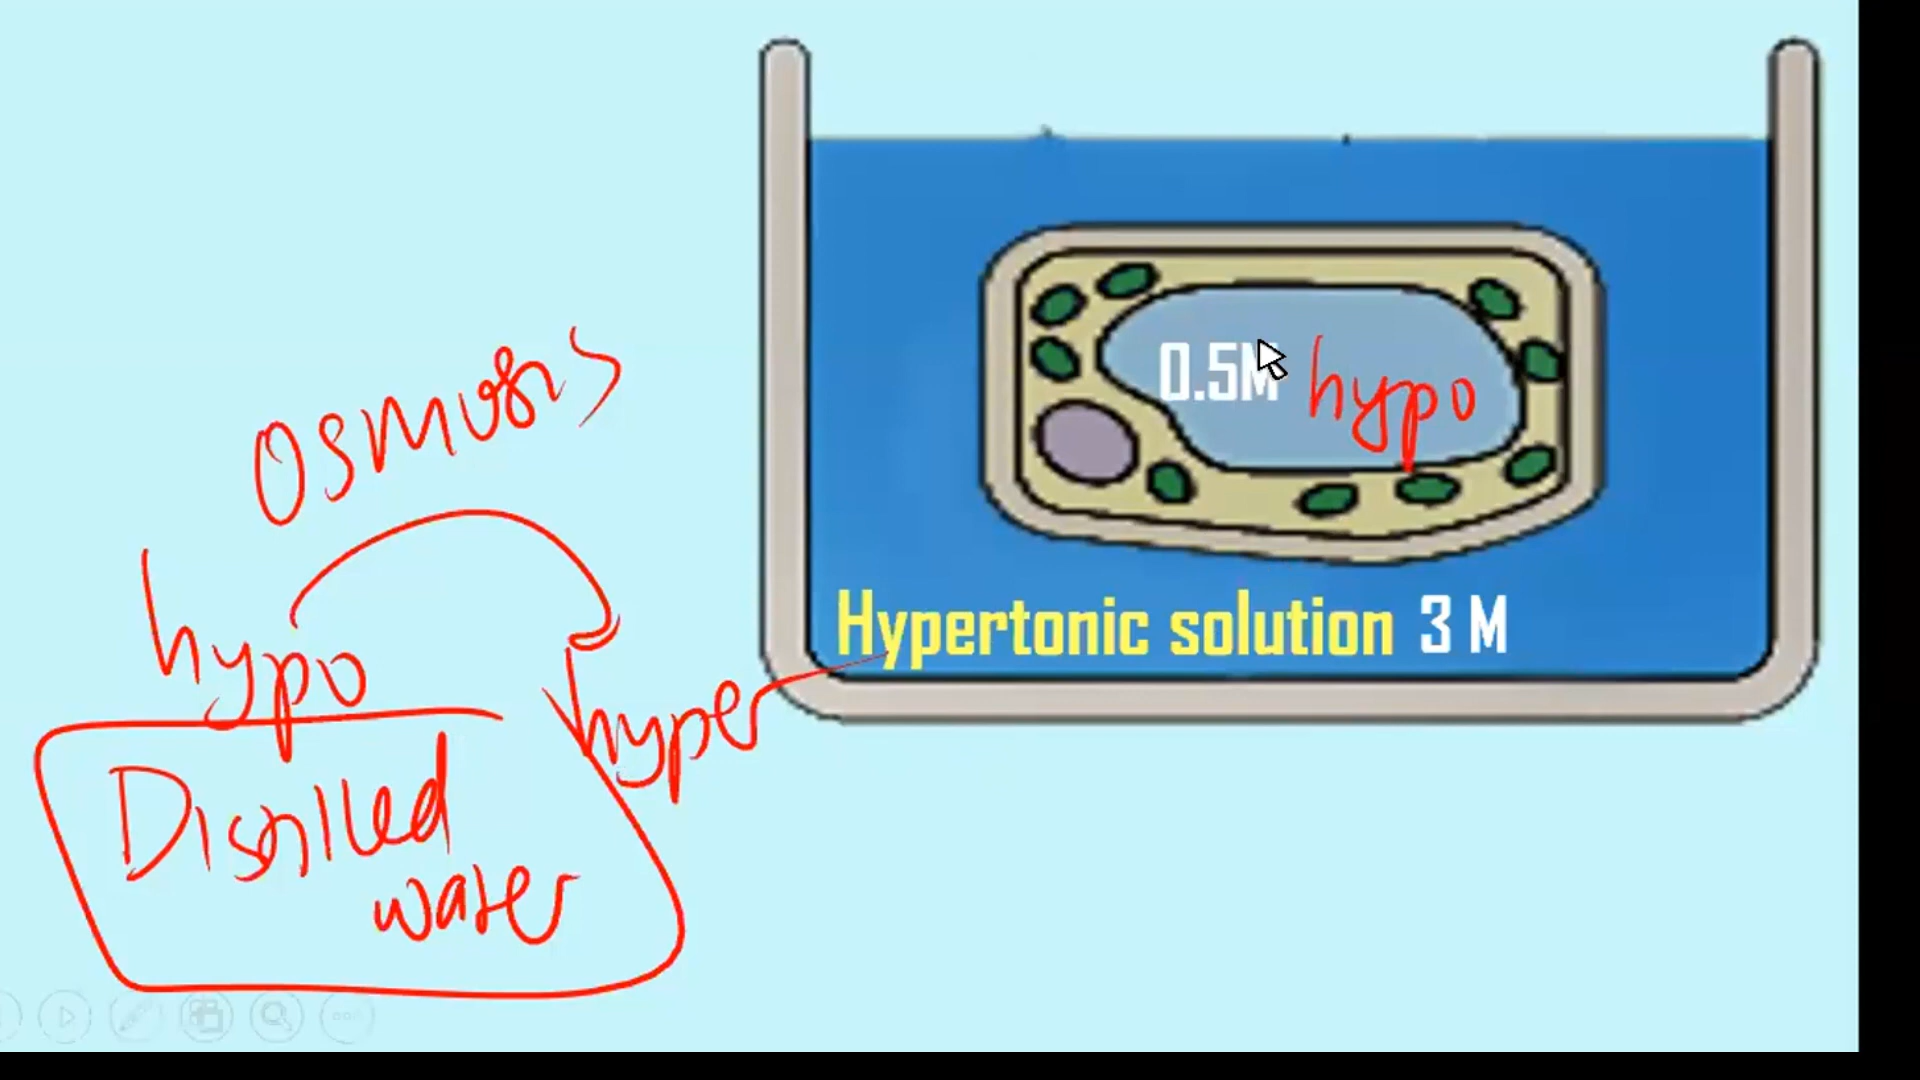 osmosis
hypo
hyper
Distilled
water
0.5M hypo
Hypertonic solution 3 M